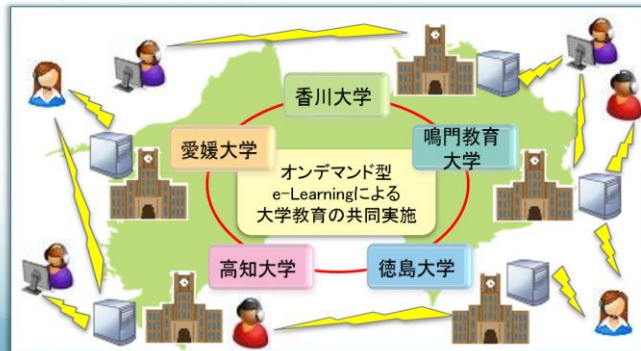 香川大学
愛媛大学
鳴門教育
大学
オンデマンド型
e-Learningによる
大学教育の共同実施
高知大学
徳島大学